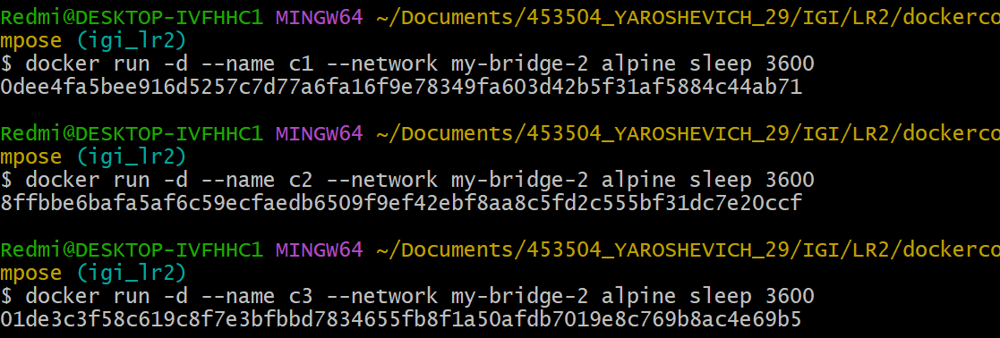 Redmi@DESKTOP-IVFHHC1 MINGW64 ~/Documents/453504_YAROSHEVICH_29/IGI/LR2/dockerco
mpose (igi_lr2)
$ docker run -d --name c1 --network my-bridge-2 alpine sleep 3600
0dee4fa5bee916d5257c7d77a6fa16f9e78349fa603d42b5f31af5884c44ab71
Redmi@DESKTOP-IVFHHC1 MINGW64 ~/Documents/453504_YAROSHEVICH_29/IGI/LR2/dockerco
mpose (igi_lr2)
$ docker run -d --name c2 --network my-bridge-2 alpine sleep 3600
8ffbbe6bafa5af6c59ecfaedb6509f9ef42ebf8aa8c5fd2c555bf31dc7e20ccf
Redmi@DESKTOP-IVFHHC1 MINGW64 ~/Documents/453504_YAROSHEVICH_29/IGI/LR2/dockerco
mpose (igi_lr2)
$ docker run -d --name c3 --network my-bridge-2 alpine sleep 3600
01de3c3f58c619c8f7e3bfbbd7834655fb8f1a50afdb7019e8c769b8ac4e69b5